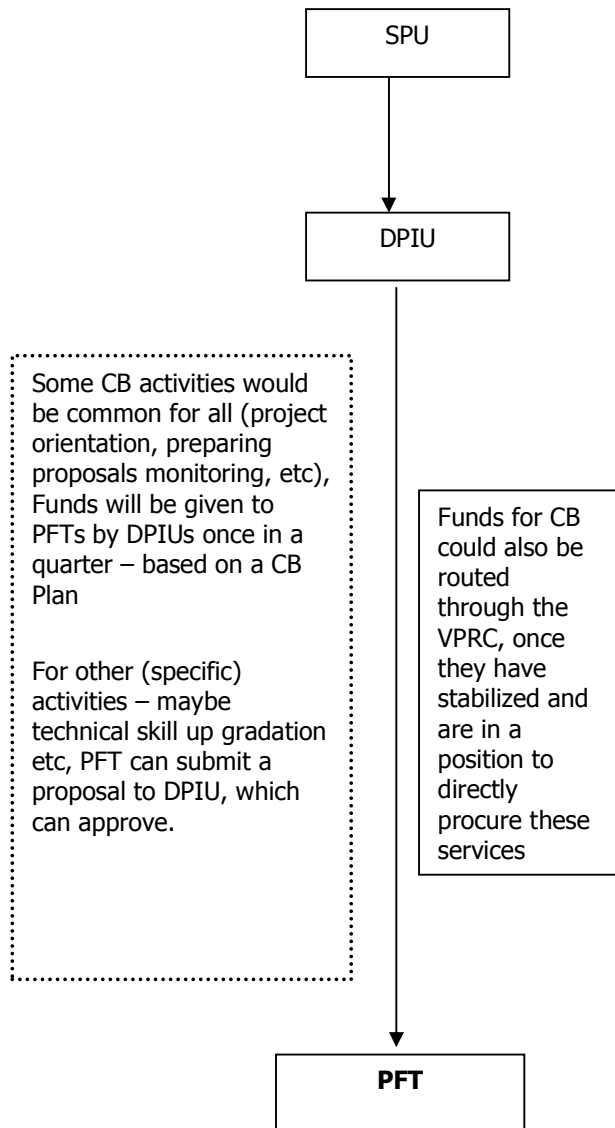 SPU
DPIU
Some CB activities would
be common for all (project
orientation, preparing
proposals monitoring, etc),
Funds will be given to
PFTs by DPIUs once in a
quarter – based on a CB
Plan
For other (specific)
activities – maybe
technical skill up gradation
etc, PFT can submit a
proposal to DPIU, which
can approve.
Funds for CB
could also be
routed
through the
VPRC, once
they have
stabilized and
are in a
position to
directly
procure these
services
PFT